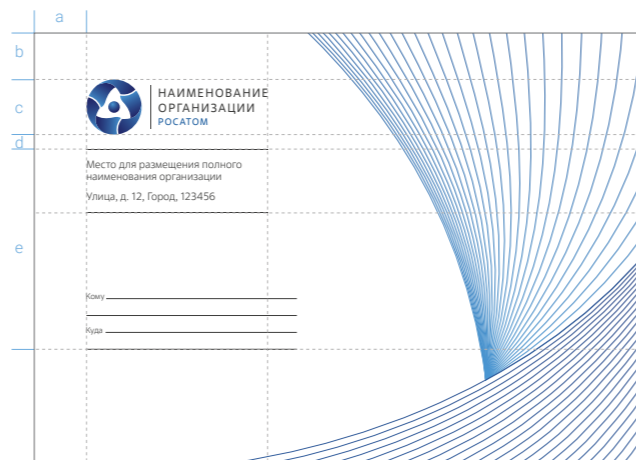 a
b
c
НАИМЕНОВАНИЕ
ОРГАНИЗАЦИИ
РОСАТОМ
d
Место для размещения полного
наименования организации
Улица, д. 12, Город, 123456
e
Кому
Куда